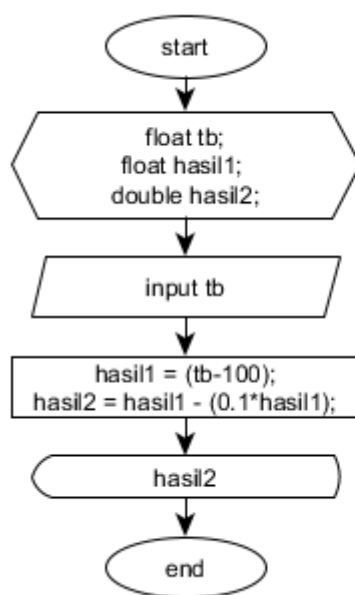 start
float tb;
float hasil1;
double hasil2;
input tb
hasil1 = (tb-100);
hasil2 = hasil1 - (0.1*hasil1);
hasil2
end